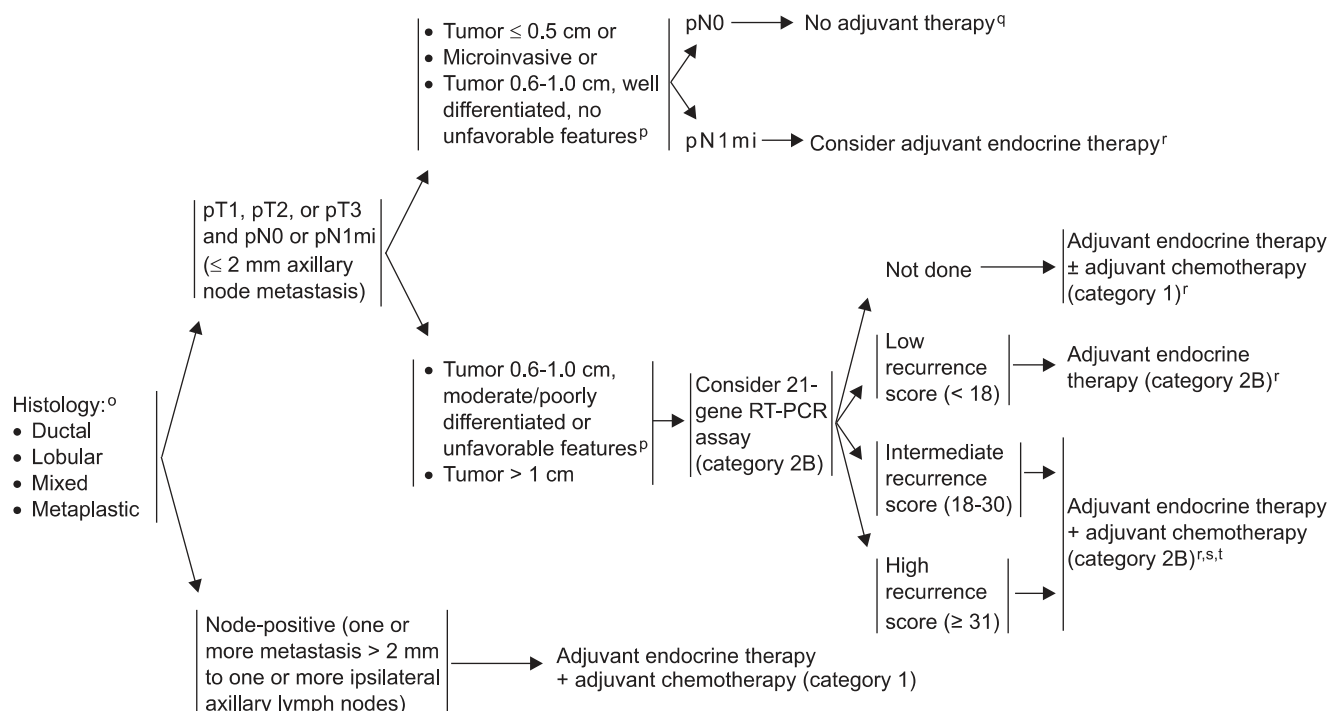 Histology:o
• Ductal
• Lobular
• Mixed
• Metaplastic
pT1, pT2, or pT3
and pN0 or pN1mi
(≤ 2 mm axillary
node metastasis)
• Tumor ≤ 0.5 cm or
• Microinvasive or
• Tumor 0.6-1.0 cm, well
differentiated, no
unfavorable featuresp
pN0
No adjuvant therapyq
pN1mi
Consider adjuvant endocrine therapyr
• Tumor 0.6-1.0 cm,
moderate/poorly
differentiated or
unfavorable featuresp
• Tumor > 1 cm
Consider 21-
gene RT-PCR
assay
(category 2B)
Not done
Adjuvant endocrine therapy
± adjuvant chemotherapy
(category 1)r
Low
recurrence
score (< 18)
Adjuvant endocrine
therapy (category 2B)r
Intermediate
recurrence
score (18-30)
High
recurrence
score (≥ 31)
Adjuvant endocrine therapy
+ adjuvant chemotherapy
(category 2B)r,s,t
Node-positive (one or
more metastasis > 2 mm
to one or more ipsilateral
axillary lymph nodes)
Adjuvant endocrine therapy
+ adjuvant chemotherapy (category 1)